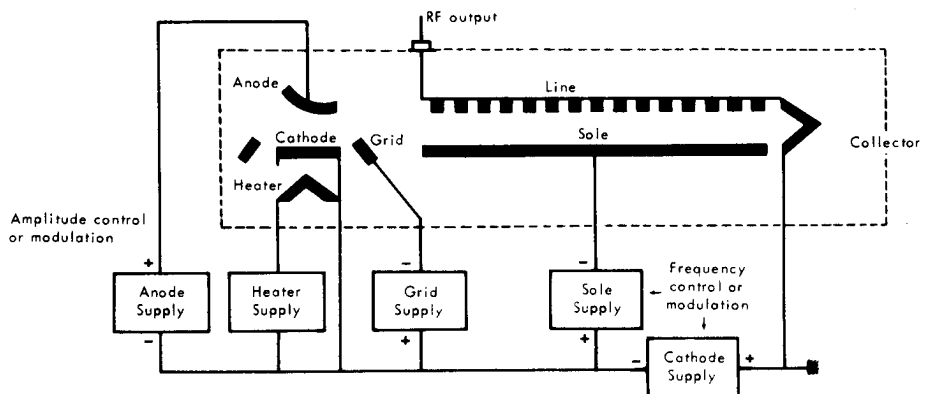 RF output
Anode
Line
Cathode
Grid
Sole
Collector
Heater
Amplitude control
or modulation
+
−
−
Frequency
control or
modulation
Anode
Supply
Heater
Supply
Grid
Supply
Sole
Supply
−
+
+
−
+
Cathode
Supply